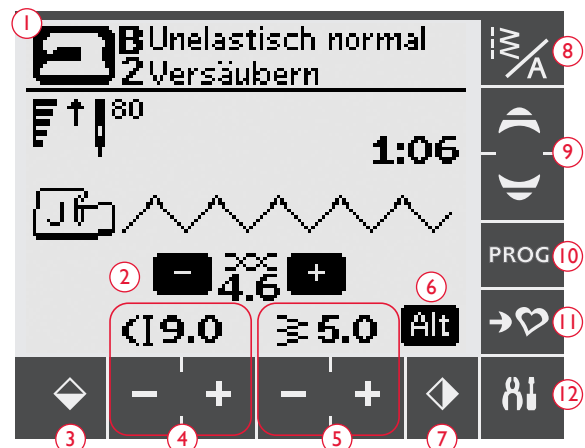 1
B Unelastisch normal
2 Versäubern
8
80
1:06
9
J
2 - 4.6 + 6
10 PROG
9.0 5.0 Alt
11
- + - +
12
3 4 5 7
A